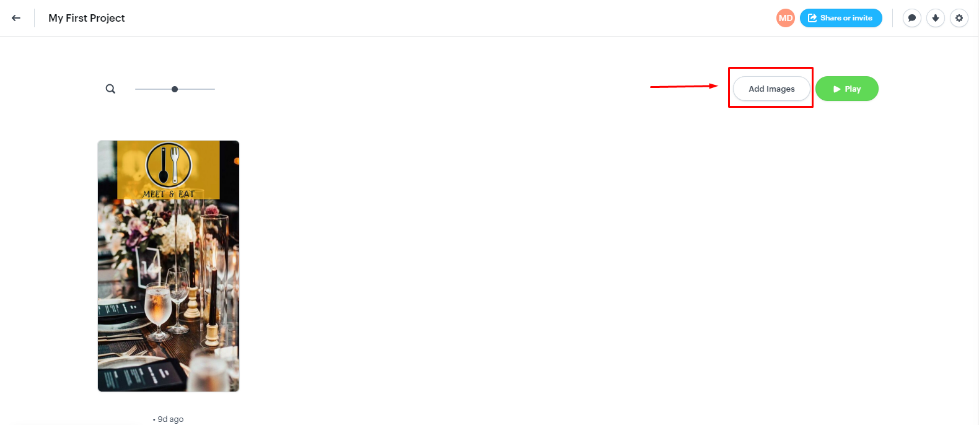 My First Project
MD
Share or invite
Add Images
Play
MEET & EAT
• 9d ago